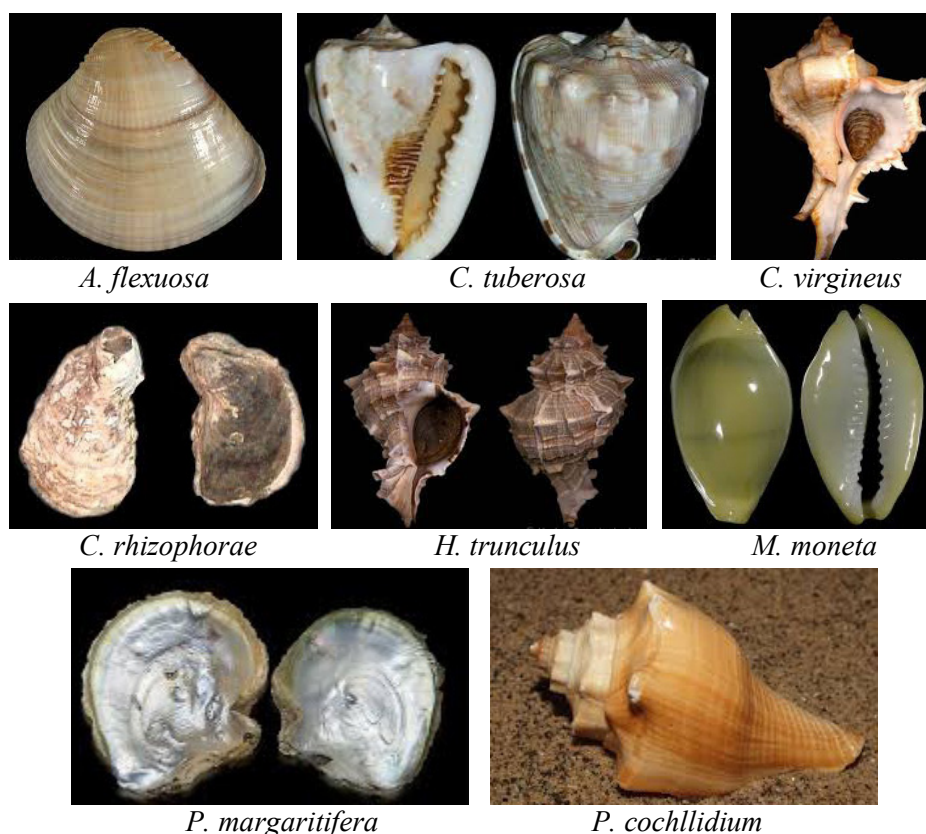 A. flexuosa
C. tuberosa
C. virgineus
C. rhizophorae
H. trunculus
M. moneta
P. margaritifera
P. cochllidium